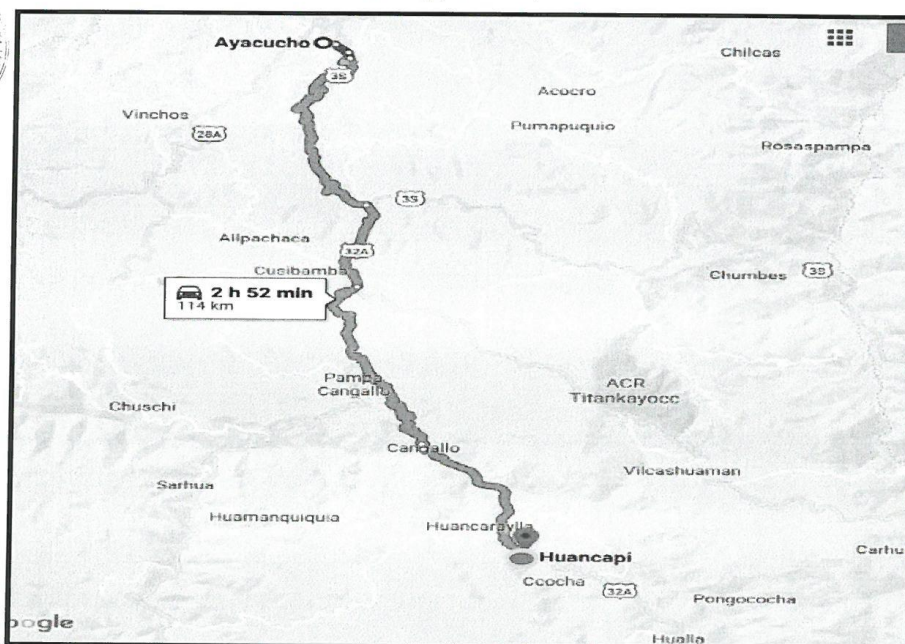 Ayacucho
Chilcas
3S
Acocro
Vinchos
28A
Pumapuquio
Rosaspampa
3S
Allpachaca
32A
Cusibamba
Chumbes
3S
2 h 52 min
114 km
Pampa
Cangallo
ACR
Titankayocc
Chuschi
Cangallo
Vilcashuaman
Sarhua
Huamanquiquia
Huancaraylla
Huancapi
Carhu
Ccocha
32A
Pongococha
ogle
Hualla